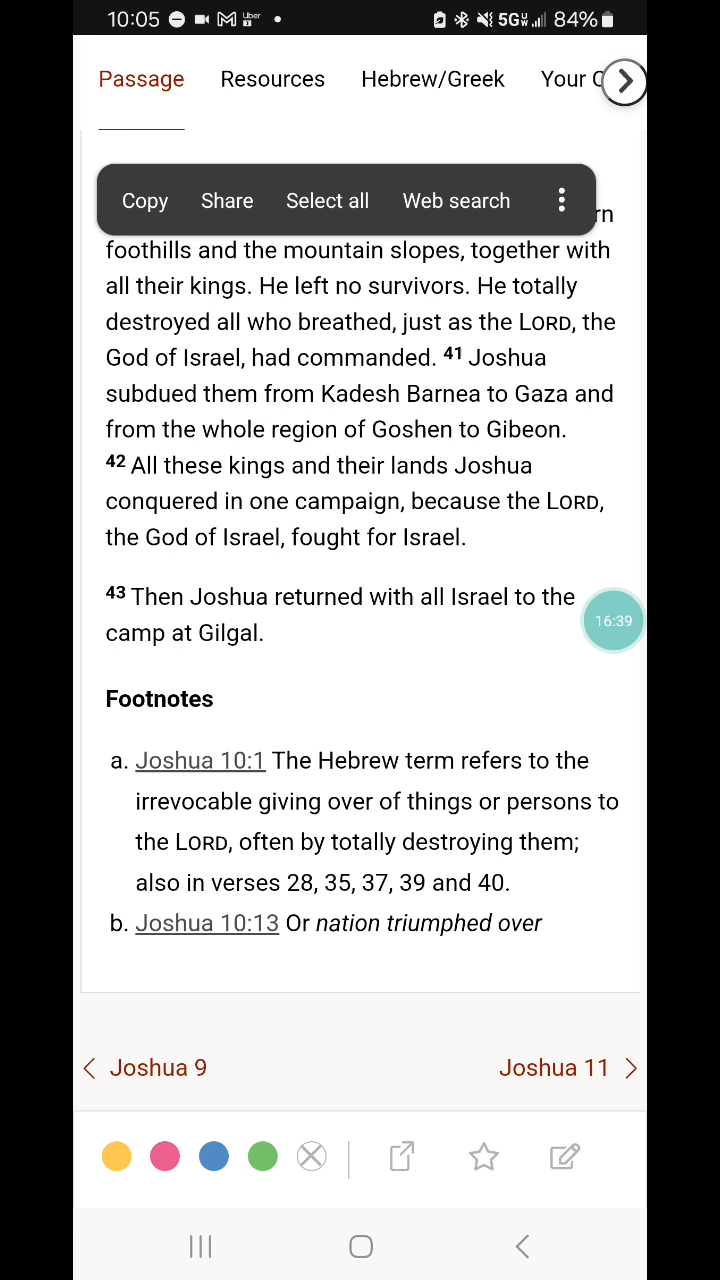 10:05 Uber 5G 84%
Passage Resources Hebrew/Greek Your
Copy Share Select all Web search
rn
foothills and the mountain slopes, together with
all their kings. He left no survivors. He totally
destroyed all who breathed, just as the LORD, the
God of Israel, had commanded. 41 Joshua
subdued them from Kadesh Barnea to Gaza and
from the whole region of Goshen to Gibeon.
42 All these kings and their lands Joshua
conquered in one campaign, because the LORD,
the God of Israel, fought for Israel.
43 Then Joshua returned with all Israel to the
camp at Gilgal.
16:39
Footnotes
a. Joshua 10:1 The Hebrew term refers to the
irrevocable giving over of things or persons to
the LORD, often by totally destroying them;
also in verses 28, 35, 37, 39 and 40.
b. Joshua 10:13 Or nation triumphed over
Joshua 9 Joshua 11